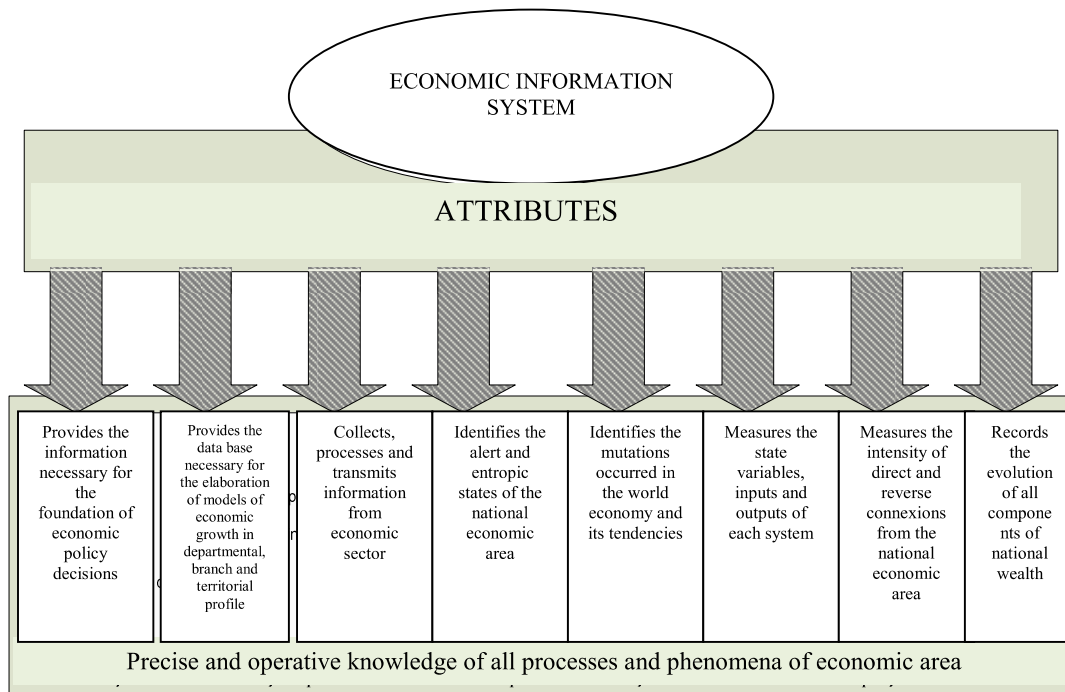 ECONOMIC INFORMATION
SYSTEM
ATTRIBUTES
Provides the
information
necessary for
the
foundation of
economic
policy
decisions
Provides the
data base
necessary for
the elaboration
of models of
economic
growth in
departmental,
branch and
territorial
profile
Collects,
processes and
transmits
information
from
economic
sector
Identifies the
alert and
entropic
states of the
national
economic
area
Identifies the
mutations
occurred in
the world
economy and
its tendencies
Measures the
state
variables,
inputs and
outputs of
each system
Measures the
intensity of
direct and
reverse
connexions
from the
national
economic
area
Records
the
evolution of
all
compone
nts of
national
wealth
Precise and operative knowledge of all processes and phenomena of economic area